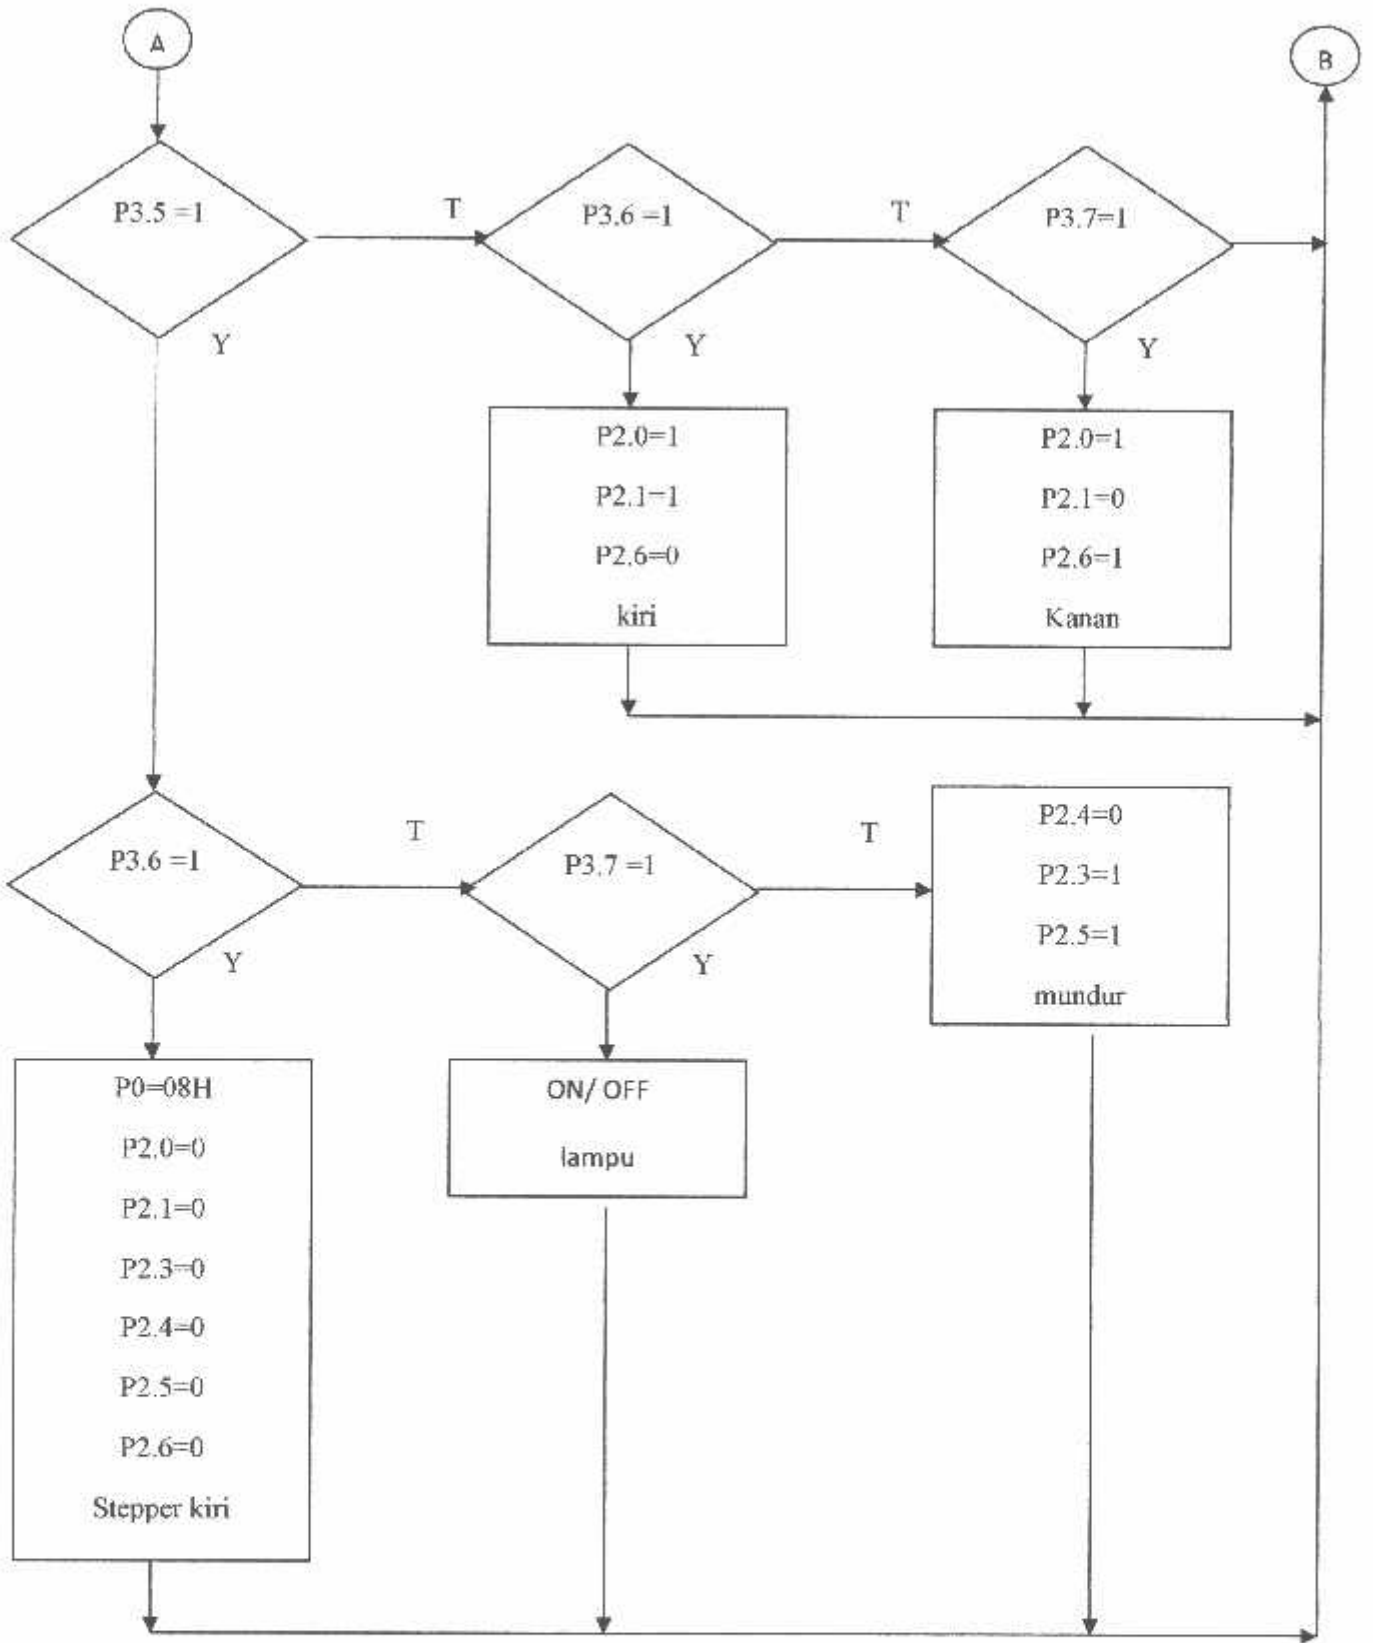 A
B
P3.5 =1
T
P3.6 =1
T
P3.7=1
Y
Y
Y
P2.0=1
P2.1=1
P2.6=0
kiri
P2.0=1
P2.1=0
P2.6=1
Kanan
P3.6 =1
T
P3.7 =1
T
P2.4=0
P2.3=1
P2.5=1
mundur
Y
Y
P0=08H
P2.0=0
P2.1=0
P2.3=0
P2.4=0
P2.5=0
P2.6=0
Stepper kiri
ON/ OFF
lampu